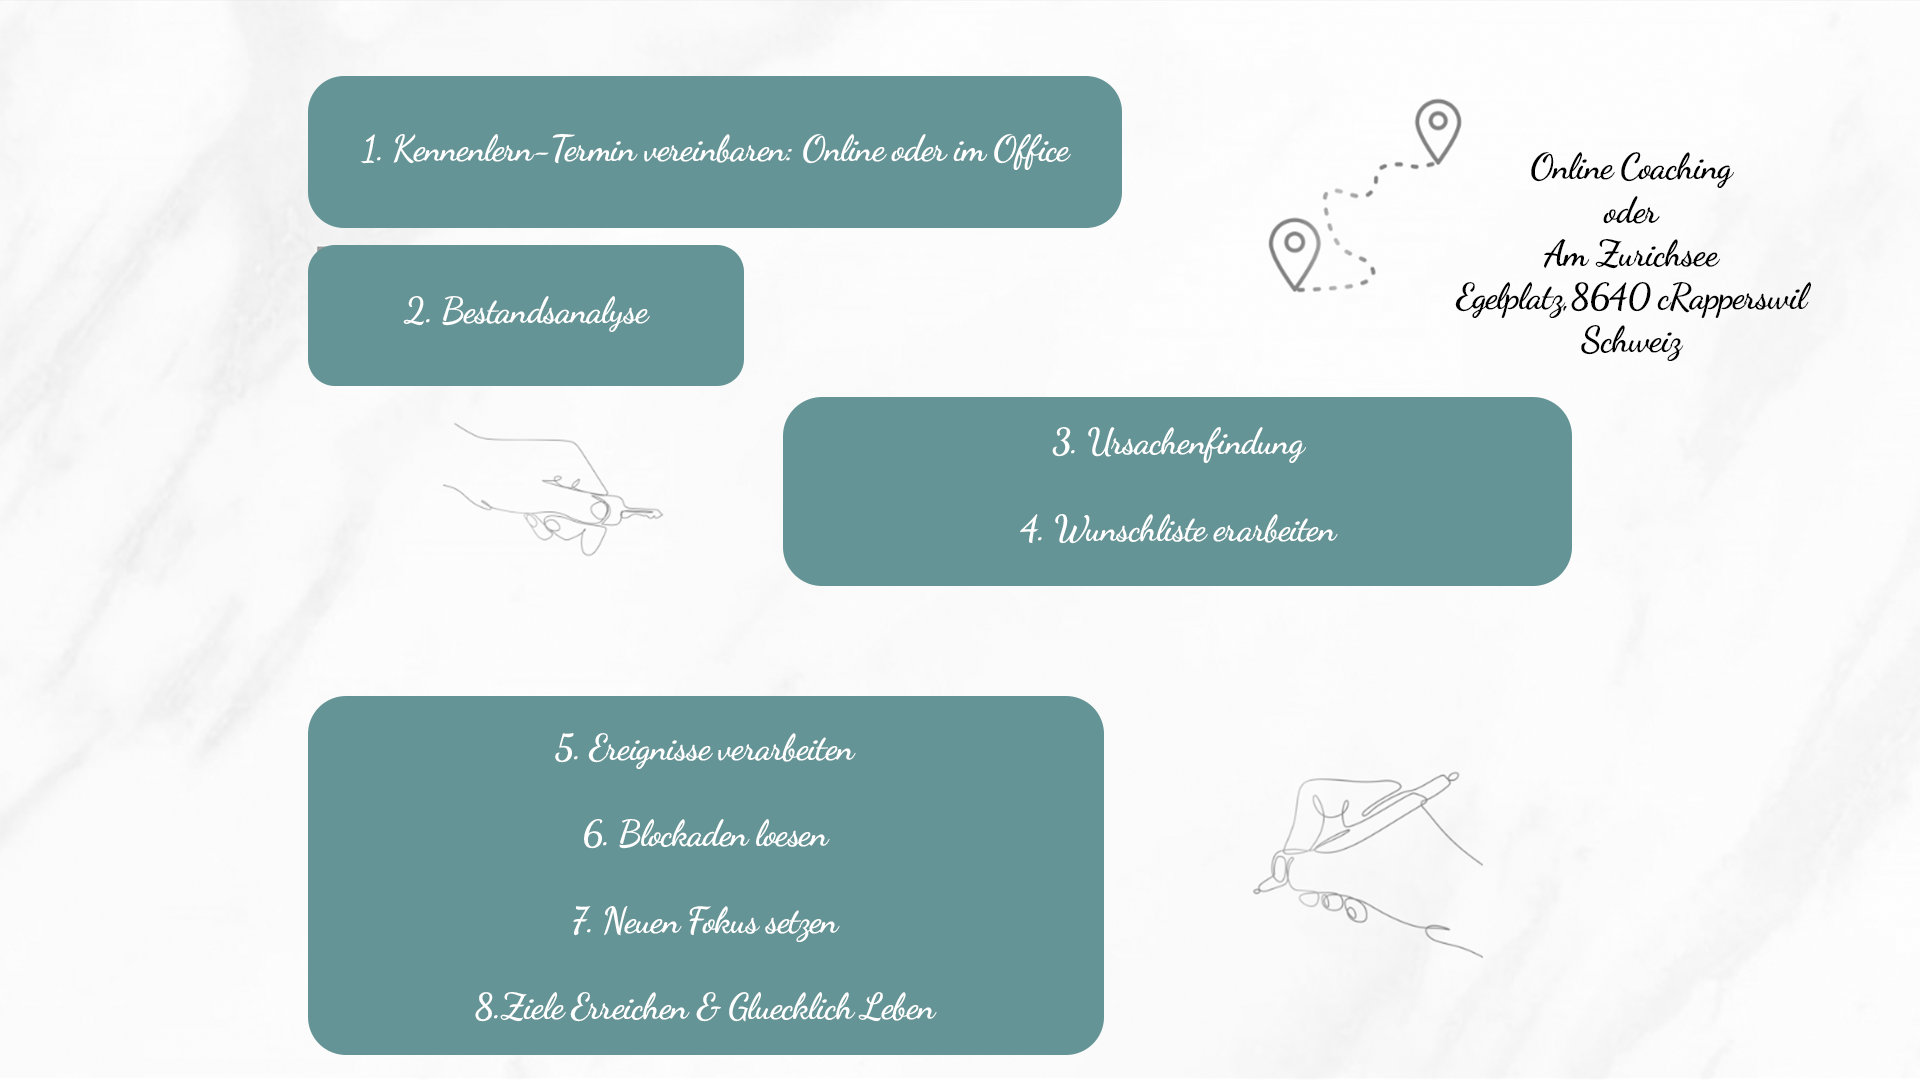 1. Kennenlern-Termin vereinbaren: Online oder im Office
Online Coaching
oder
Am Zurichsee
Egelplatz,8640 cRapperswil
Schweiz
2. Bestandsanalyse
3. Ursachenfindung
4. Wunschliste erarbeiten
5. Ereignisse verarbeiten
6. Blockaden loesen
7. Neuen Fokus setzen
8.Ziele Erreichen & Gluecklich Leben